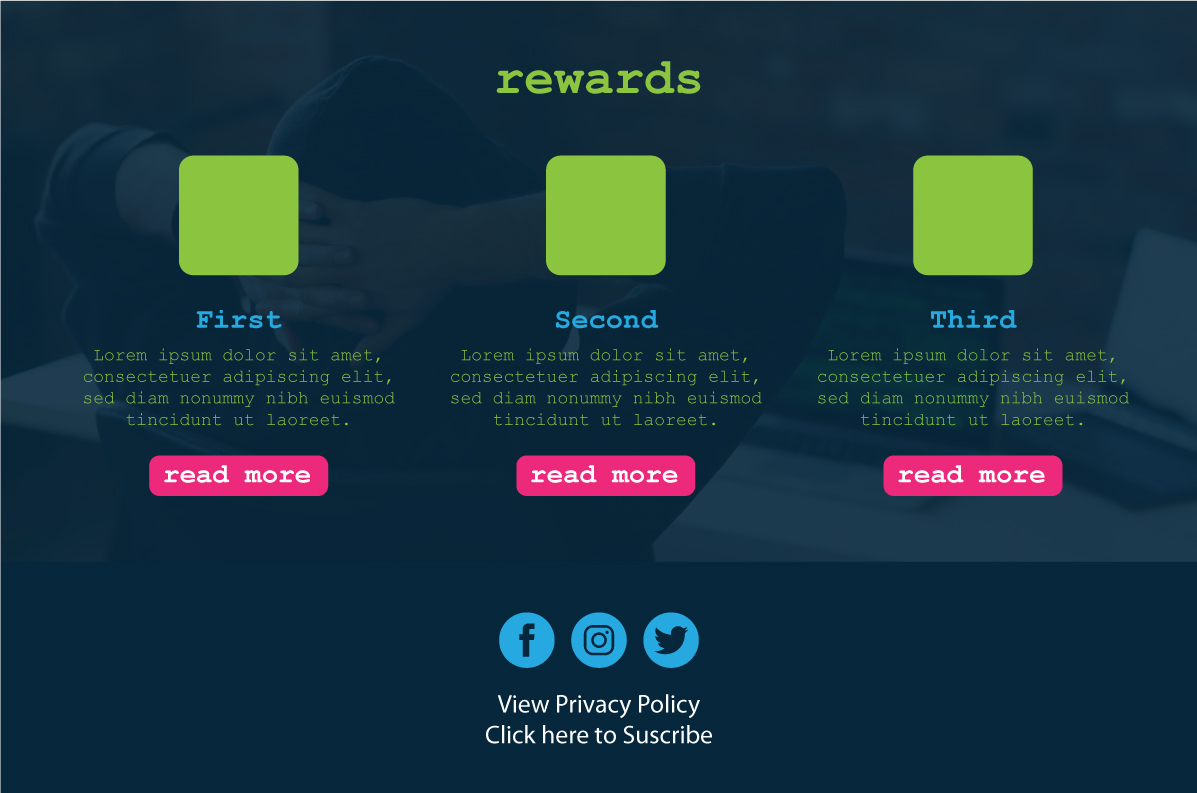 rewards
First
Lorem ipsum dolor sit amet,
consectetuer adipiscing elit,
sed diam nonummy nibh euismod
tincidunt ut laoreet.
read more
Second
Lorem ipsum dolor sit amet,
consectetuer adipiscing elit,
sed diam nonummy nibh euismod
tincidunt ut laoreet.
read more
Third
Lorem ipsum dolor sit amet,
consectetuer adipiscing elit,
sed diam nonummy nibh euismod
tincidunt ut laoreet.
read more
View Privacy Policy
Click here to Suscribe